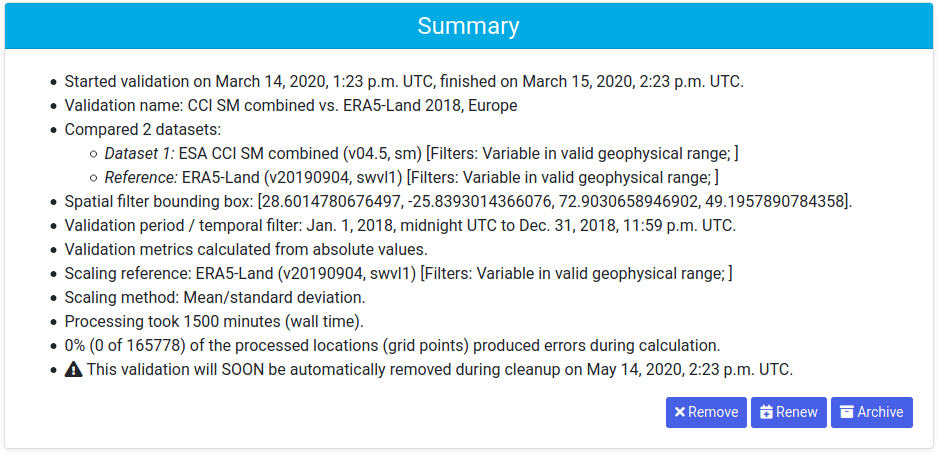 Summary
Started validation on March 14, 2020, 1:23 p.m. UTC, finished on March 15, 2020, 2:23 p.m. UTC.
Validation name: CCI SM combined vs. ERA5-Land 2018, Europe
Compared 2 datasets:
Dataset 1: ESA CCI SM combined (v04.5, sm) [Filters: Variable in valid geophysical range; ]
Reference: ERA5-Land (v20190904, swvl1) [Filters: Variable in valid geophysical range; ]
Spatial filter bounding box: [28.6014780676497, -25.8393014366076, 72.9030658946902, 49.1957890784358].
Validation period / temporal filter: Jan. 1, 2018, midnight UTC to Dec. 31, 2018, 11:59 p.m. UTC.
Validation metrics calculated from absolute values.
Scaling reference: ERA5-Land (v20190904, swvl1) [Filters: Variable in valid geophysical range; ]
Scaling method: Mean/standard deviation.
Processing took 1500 minutes (wall time).
0% (0 of 165778) of the processed locations (grid points) produced errors during calculation.
This validation will SOON be automatically removed during cleanup on May 14, 2020, 2:23 p.m. UTC.
Remove Renew Archive